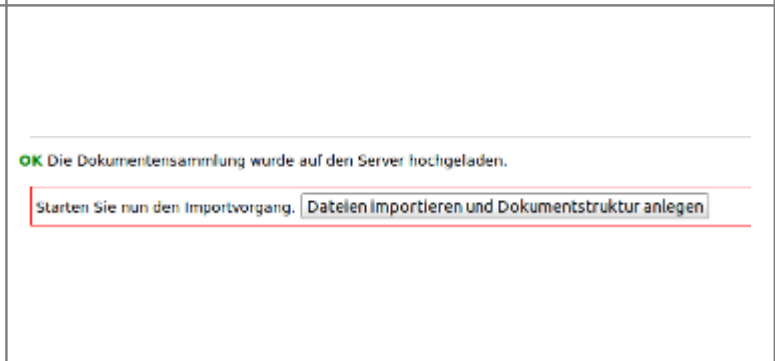 OK Die Dokumentensammlung wurde auf den Server hochgeladen.
Starten Sie nun den Importvorgang. Dateien importieren und Dokumentstruktur anlegen